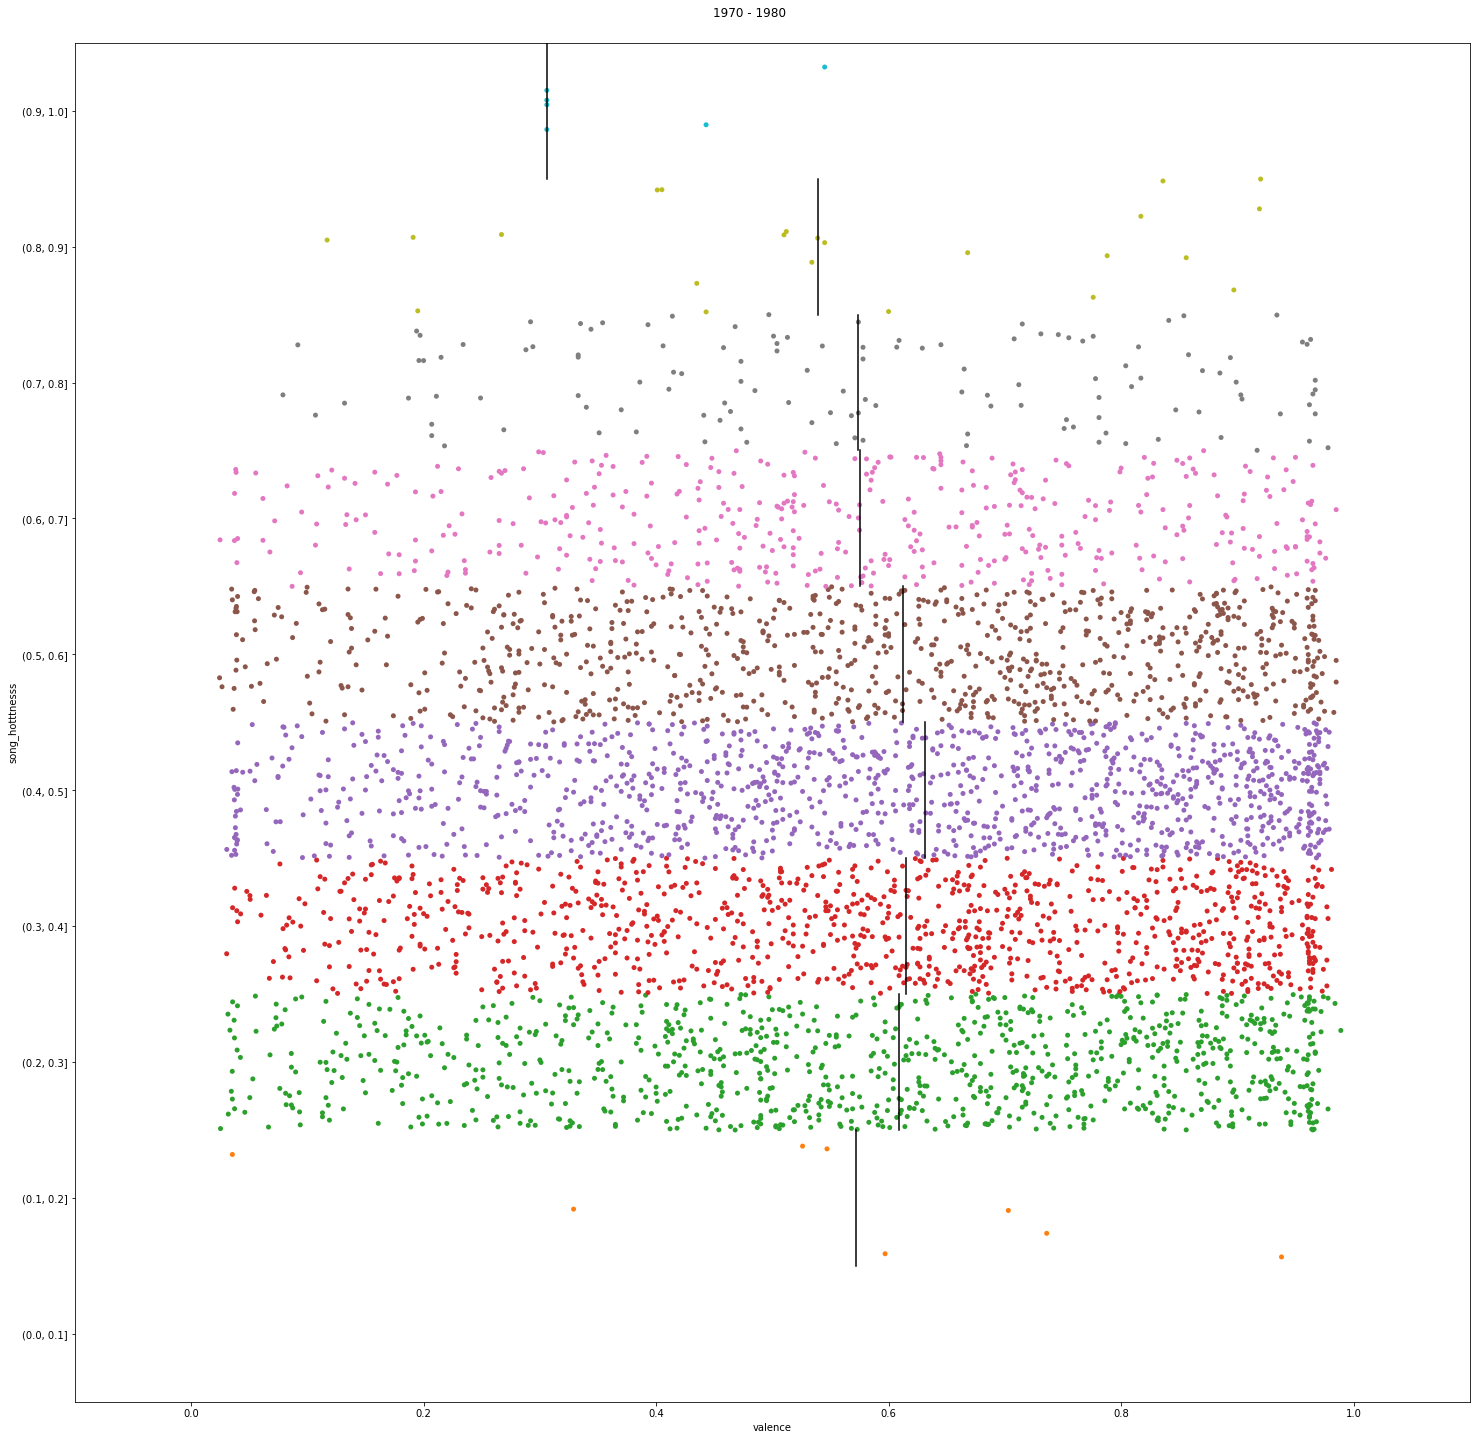 1970 - 1980
(0.9, 1.0]
(0.8, 0.9]
(0.7, 0.8]
(0.6, 0.7]
(0.5, 0.6]
(0.4, 0.5]
(0.3, 0.4]
(0.2, 0.3]
(0.1, 0.2]
(0.0, 0.1]
song_hotttnesss
0.0 0.2 0.4 0.6 0.8 1.0
valence